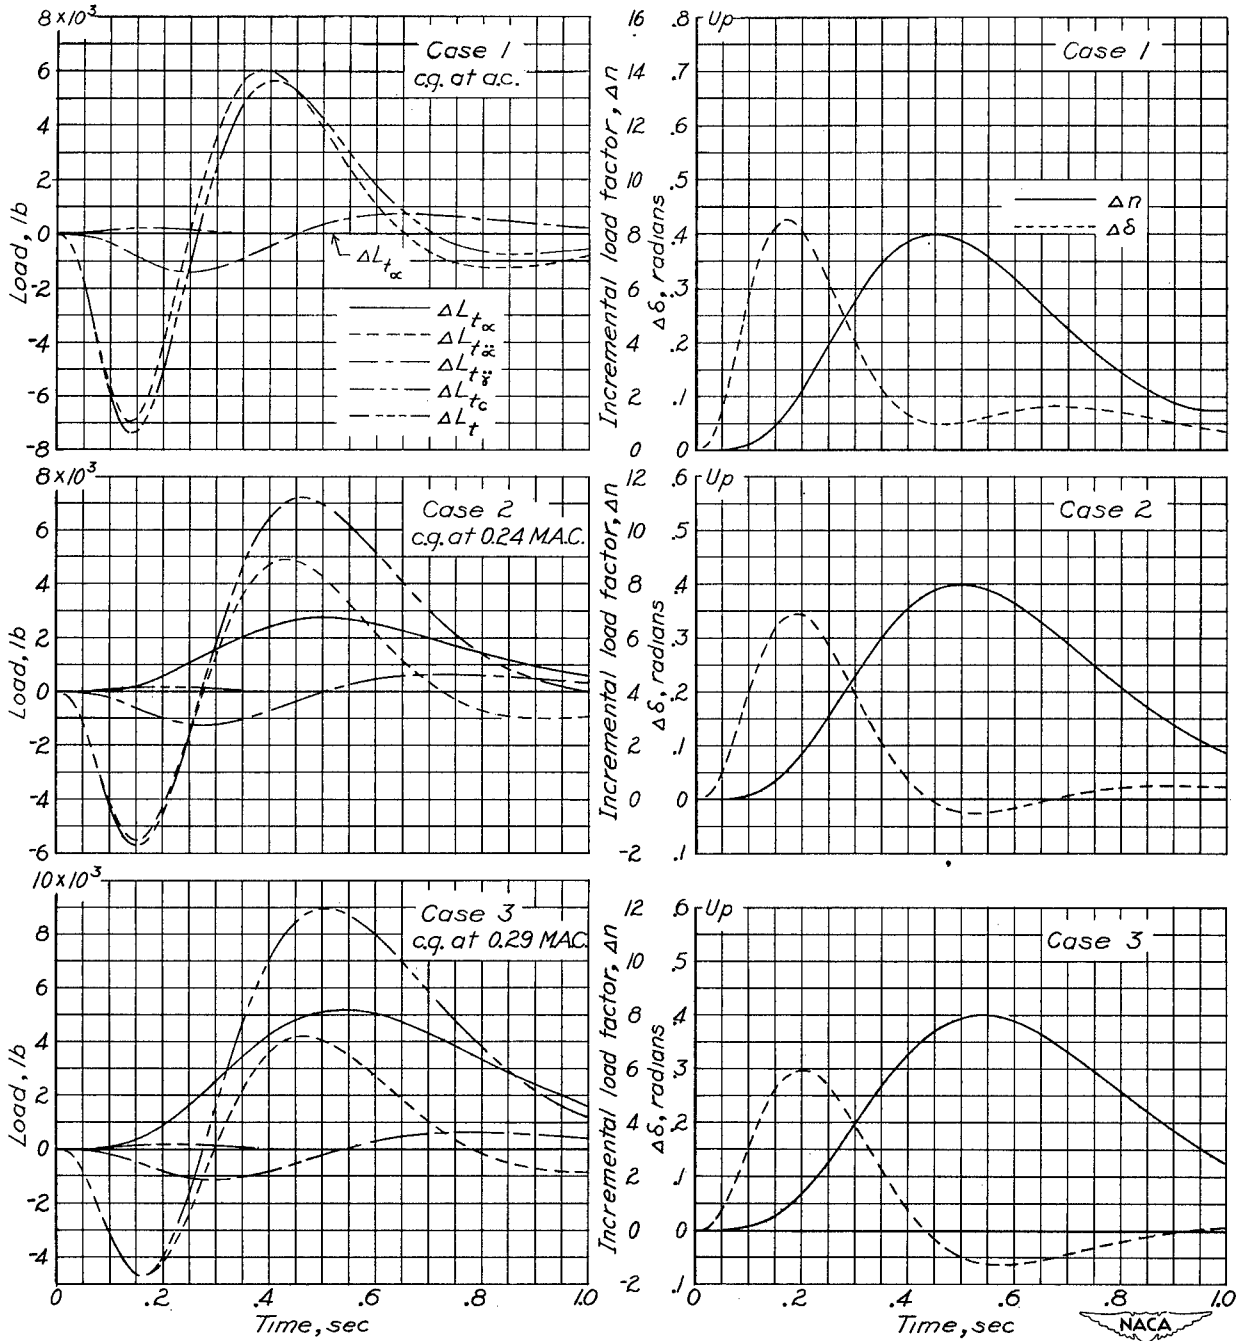 8×10³
6
4
2
0
-2
-4
-6
-8
Load, lb
Case 1
c.g. at a.c.
ΔL_tα
ΔL_tα
ΔL_tα̈
ΔL_tγ̈
ΔL_tc
ΔL_t
16
14
12
10
8
6
4
2
0
Incremental load factor, Δn
.8
.7
.6
.5
.4
.3
.2
.1
0
Δδ, radians
Up
Case 1
Δn
Δδ
8×10³
6
4
2
0
-2
-4
-6
Load, lb
Case 2
c.g. at 0.24 M.A.C.
12
10
8
6
4
2
0
-2
Incremental load factor, Δn
.6
.5
.4
.3
.2
.1
0
.1
Δδ, radians
Up
Case 2
10×10³
8
6
4
2
0
-2
-4
Load, lb
Case 3
c.g. at 0.29 M.A.C.
0 .2 .4 .6 .8 1.0
Time, sec
12
10
8
6
4
2
0
-2
Incremental load factor, Δn
.6
.5
.4
.3
.2
.1
0
.1
Δδ, radians
Up
Case 3
0 .2 .4 .6 .8 1.0
Time, sec
NACA